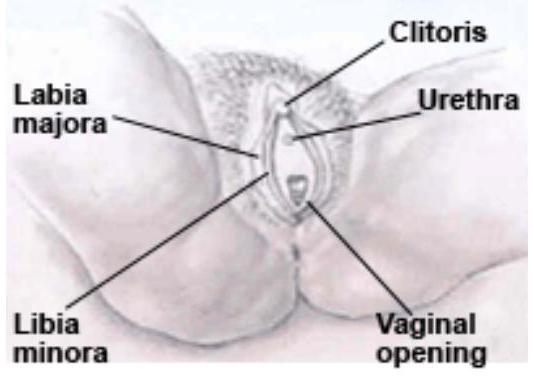 Clitoris
Labia
majora
Urethra
Libia
minora
Vaginal
opening